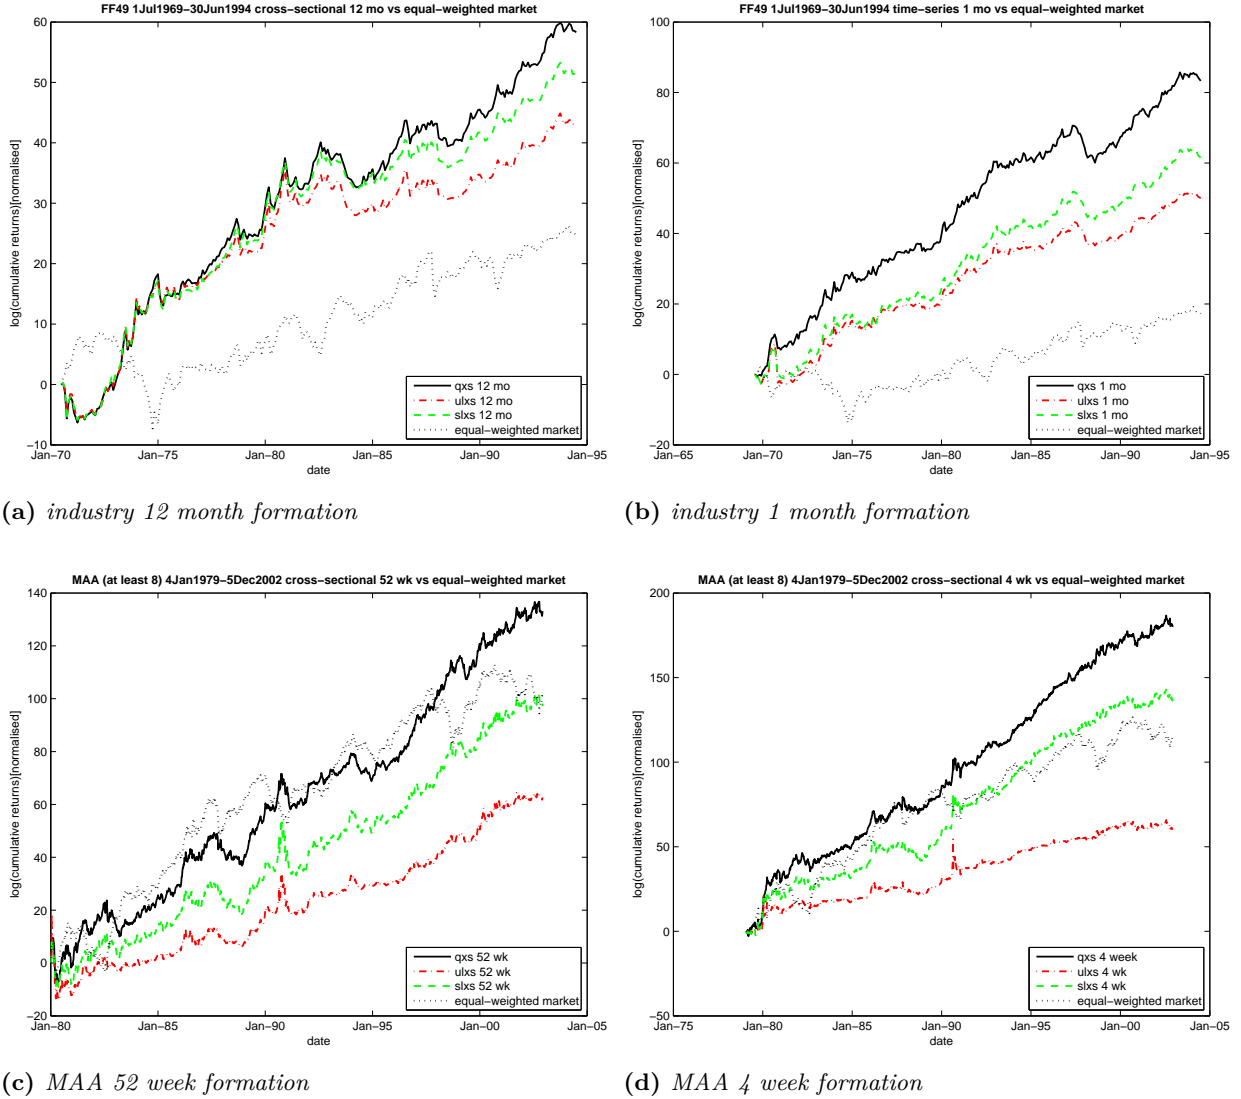 FF49 1Jul1969−30Jun1994 cross−sectional 12 mo vs equal−weighted market
log(cumulative returns)[normalised]
60
50
40
30
20
10
0
−10
Jan−70 Jan−75 Jan−80 Jan−85 Jan−90 Jan−95
date
qxs 12 mo
ulxs 12 mo
slxs 12 mo
equal−weighted market
(a) industry 12 month formation
FF49 1Jul1969−30Jun1994 time−series 1 mo vs equal−weighted market
log(cumulative returns)[normalised]
100
80
60
40
20
0
−20
Jan−65 Jan−70 Jan−75 Jan−80 Jan−85 Jan−90 Jan−95
date
qxs 1 mo
ulxs 1 mo
slxs 1 mo
equal−weighted market
(b) industry 1 month formation
MAA (at least 8) 4Jan1979−5Dec2002 cross−sectional 52 wk vs equal−weighted market
log(cumulative returns)[normalised]
140
120
100
80
60
40
20
0
−20
Jan−80 Jan−85 Jan−90 Jan−95 Jan−00 Jan−05
date
qxs 52 wk
ulxs 52 wk
slxs 52 wk
equal−weighted market
(c) MAA 52 week formation
MAA (at least 8) 4Jan1979−5Dec2002 cross−sectional 4 wk vs equal−weighted market
log(cumulative returns)[normalised]
200
150
100
50
0
−50
Jan−75 Jan−80 Jan−85 Jan−90 Jan−95 Jan−00 Jan−05
date
qxs 4 week
ulxs 4 wk
slxs 4 wk
equal−weighted market
(d) MAA 4 week formation